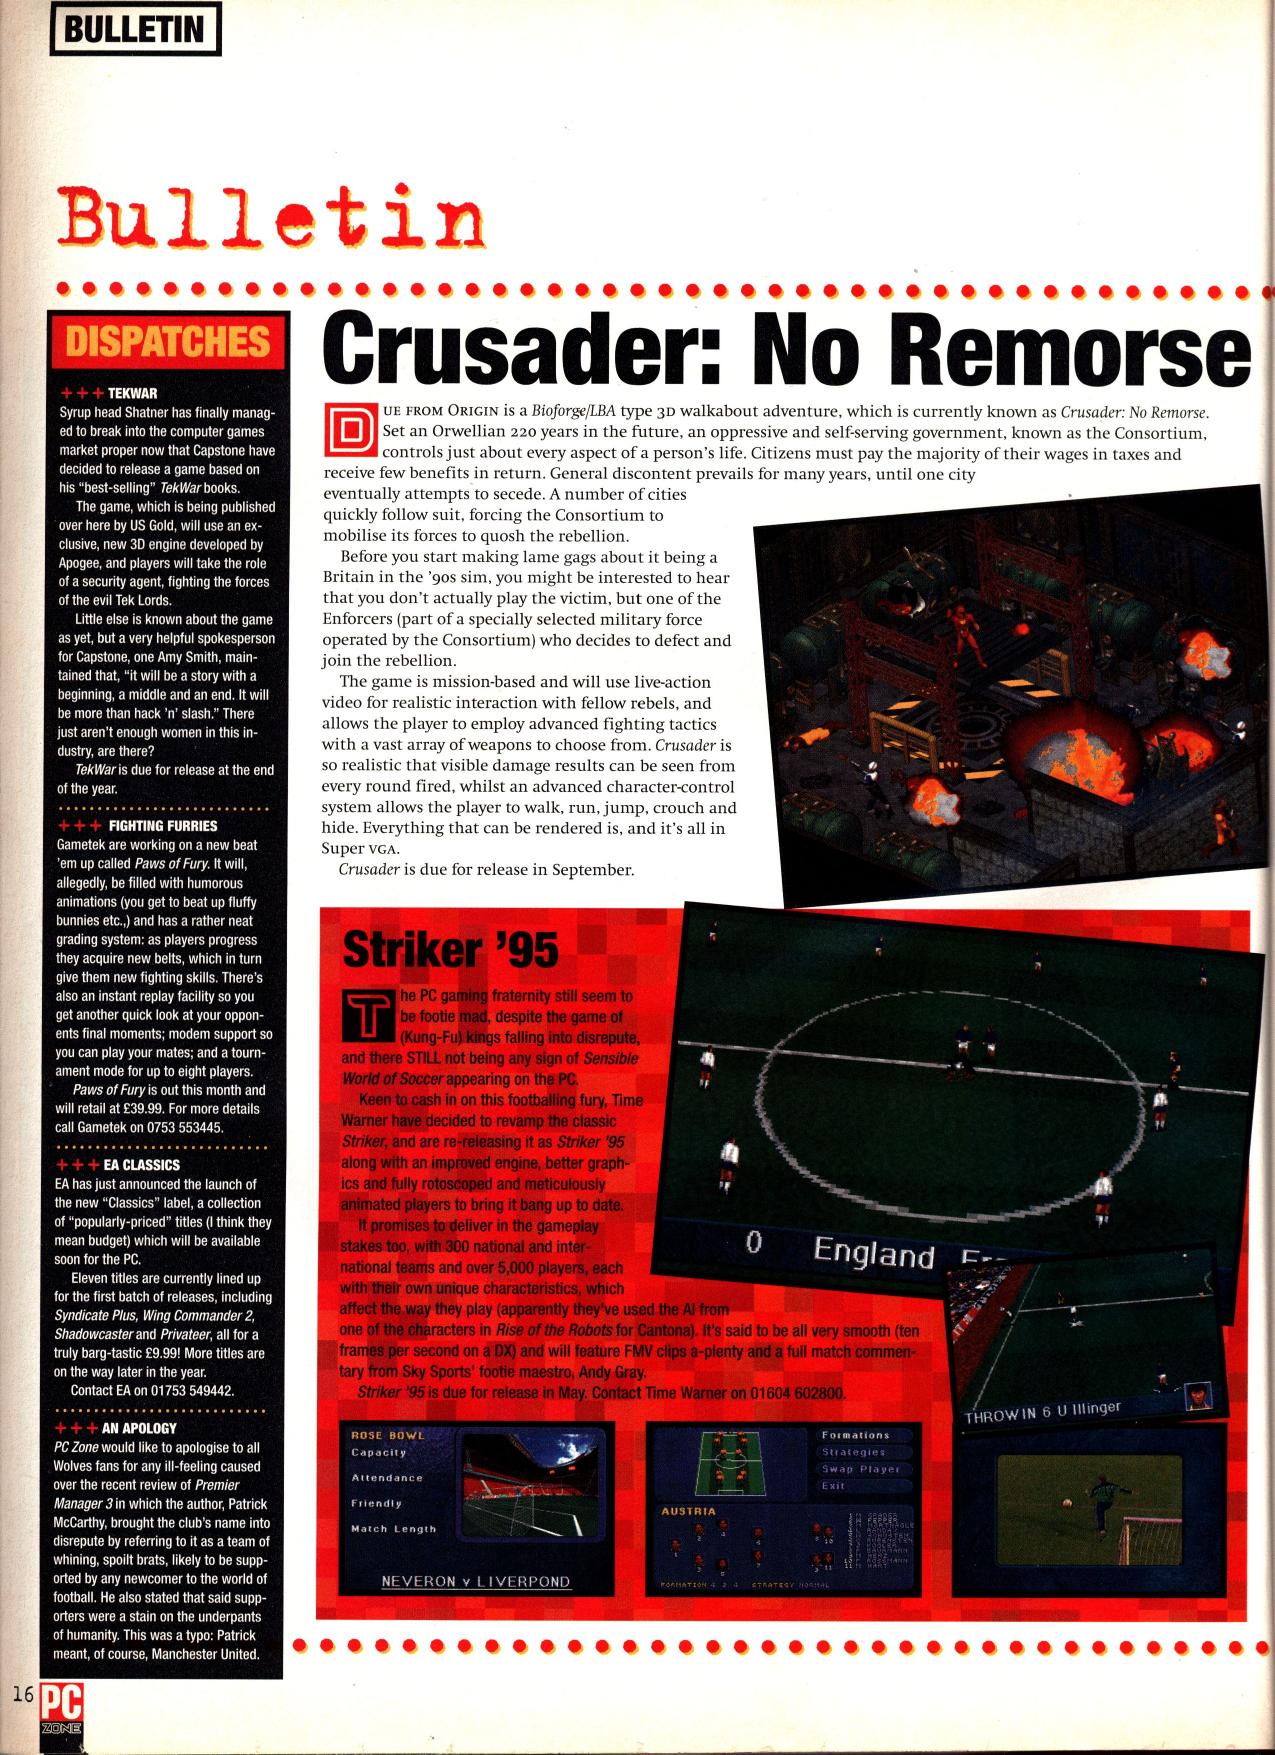 BULLETIN
Bulletin
DISPATCHES
+++ TEKWAR
Syrup head Shatner has finally manag-
ed to break into the computer games
market proper now that Capstone have
decided to release a game based on
his “best-selling” TekWar books.
The game, which is being published
over here by US Gold, will use an ex-
clusive, new 3D engine developed by
Apogee, and players will take the role
of a security agent, fighting the forces
of the evil Tek Lords.
Little else is known about the game
as yet, but a very helpful spokesperson
for Capstone, one Amy Smith, main-
tained that, “it will be a story with a
beginning, a middle and an end. It will
be more than hack ’n’ slash.” There
just aren’t enough women in this in-
dustry, are there?
TekWar is due for release at the end
of the year.
+++ FIGHTING FURRIES
Gametek are working on a new beat
’em up called Paws of Fury. It will,
allegedly, be filled with humorous
animations (you get to beat up fluffy
bunnies etc.,) and has a rather neat
grading system: as players progress
they acquire new belts, which in turn
give them new fighting skills. There’s
also an instant replay facility so you
get another quick look at your oppon-
ents final moments; modem support so
you can play your mates; and a tourn-
ament mode for up to eight players.
Paws of Fury is out this month and
will retail at £39.99. For more details
call Gametek on 0753 553445.
+++ EA CLASSICS
EA has just announced the launch of
the new “Classics” label, a collection
of “popularly-priced” titles (I think they
mean budget) which will be available
soon for the PC.
Eleven titles are currently lined up
for the first batch of releases, including
Syndicate Plus, Wing Commander 2,
Shadowcaster and Privateer, all for a
truly barg-tastic £9.99! More titles are
on the way later in the year.
Contact EA on 01753 549442.
+++ AN APOLOGY
PC Zone would like to apologise to all
Wolves fans for any ill-feeling caused
over the recent review of Premier
Manager 3 in which the author, Patrick
McCarthy, brought the club’s name into
disrepute by referring to it as a team of
whining, spoilt brats, likely to be supp-
orted by any newcomer to the world of
football. He also stated that said supp-
orters were a stain on the underpants
of humanity. This was a typo: Patrick
meant, of course, Manchester United.
Crusader: No Remorse
DUE FROM ORIGIN is a Bioforge/LBA type 3D walkabout adventure, which is currently known as Crusader: No Remorse.
Set an Orwellian 220 years in the future, an oppressive and self-serving government, known as the Consortium,
controls just about every aspect of a person’s life. Citizens must pay the majority of their wages in taxes and
receive few benefits in return. General discontent prevails for many years, until one city
eventually attempts to secede. A number of cities
quickly follow suit, forcing the Consortium to
mobilise its forces to quosh the rebellion.
Before you start making lame gags about it being a
Britain in the ’90s sim, you might be interested to hear
that you don’t actually play the victim, but one of the
Enforcers (part of a specially selected military force
operated by the Consortium) who decides to defect and
join the rebellion.
The game is mission-based and will use live-action
video for realistic interaction with fellow rebels, and
allows the player to employ advanced fighting tactics
with a vast array of weapons to choose from. Crusader is
so realistic that visible damage results can be seen from
every round fired, whilst an advanced character-control
system allows the player to walk, run, jump, crouch and
hide. Everything that can be rendered is, and it’s all in
Super VGA.
Crusader is due for release in September.
Striker ’95
The PC gaming fraternity still seem to
be footie mad, despite the game of
(Kung-Fu) kings falling into disrepute,
and there STILL not being any sign of Sensible
World of Soccer appearing on the PC.
Keen to cash in on this footballing fury, Time
Warner have decided to revamp the classic
Striker, and are re-releasing it as Striker ’95
along with an improved engine, better graph-
ics and fully rotoscoped and meticulously
animated players to bring it bang up to date.
It promises to deliver in the gameplay
stakes too, with 300 national and inter-
national teams and over 5,000 players, each
with their own unique characteristics, which
affect the way they play (apparently they’ve used the AI from
one of the characters in Rise of the Robots for Cantona). It’s said to be all very smooth (ten
frames per second on a DX) and will feature FMV clips a-plenty and a full match commen-
tary from Sky Sports’ footie maestro, Andy Gray.
Striker ’95 is due for release in May. Contact Time Warner on 01604 602800.
0 England
THROW IN 6 U Illinger
ROSE BOWL
Capacity
Attendance
Friendly
Match Length
NEVERON v LIVERPOND
Formations
Strategies
Swap Player
Exit
AUSTRIA
FORMATION 4 2 4 STRATEGY NORMAL
16
PC
ZONE